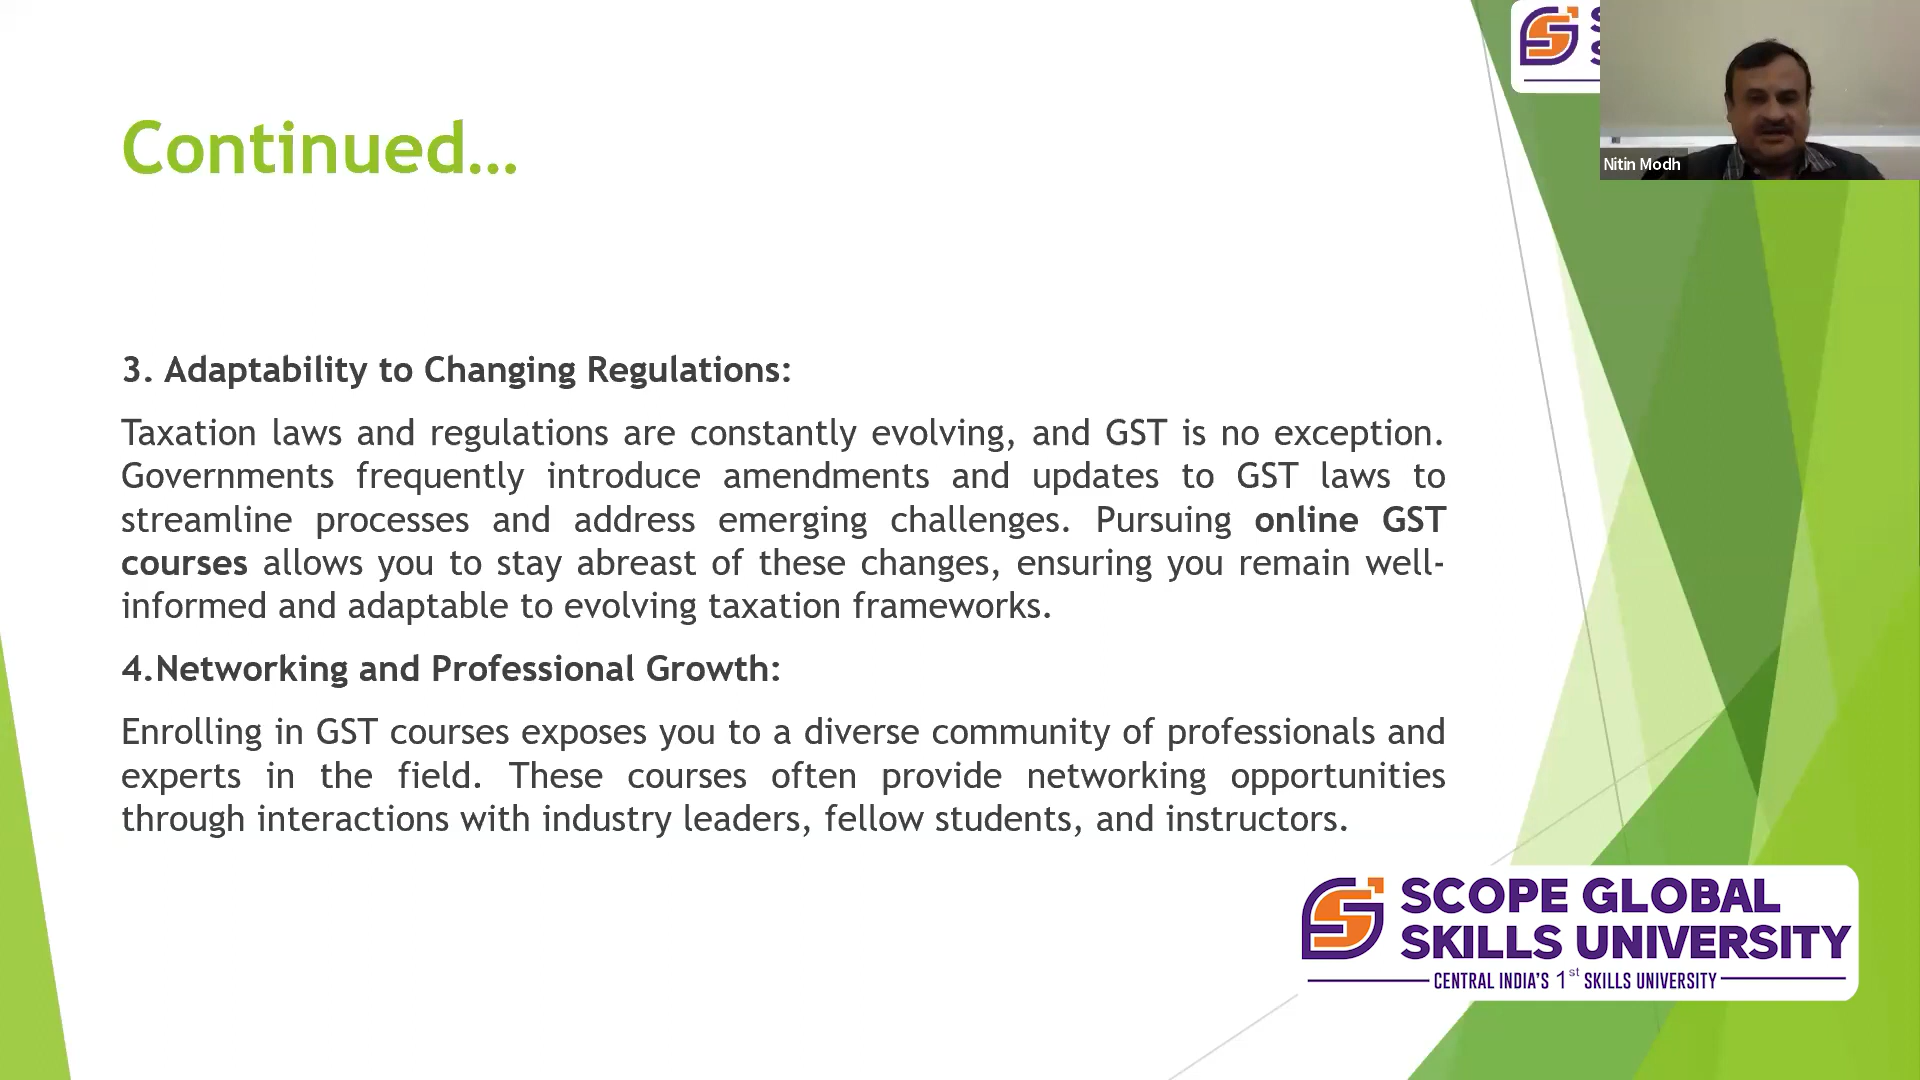 Continued...
Nitin Modh
3. Adaptability to Changing Regulations:
Taxation laws and regulations are constantly evolving, and GST is no exception.
Governments frequently introduce amendments and updates to GST laws to
streamline processes and address emerging challenges. Pursuing online GST
courses allows you to stay abreast of these changes, ensuring you remain well-
informed and adaptable to evolving taxation frameworks.
4.Networking and Professional Growth:
Enrolling in GST courses exposes you to a diverse community of professionals and
experts in the field. These courses often provide networking opportunities
through interactions with industry leaders, fellow students, and instructors.
SCOPE GLOBAL
SKILLS UNIVERSITY
CENTRAL INDIA'S 1st SKILLS UNIVERSITY